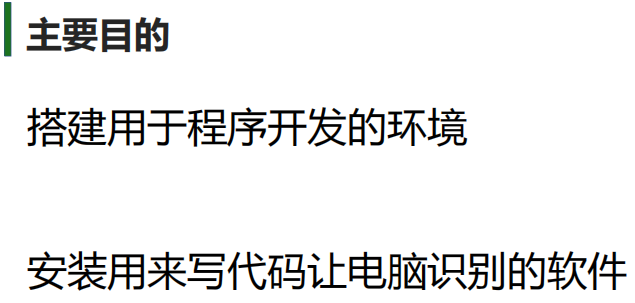 主要目的
搭建用于程序开发的环境
安装用来写代码让电脑识别的软件